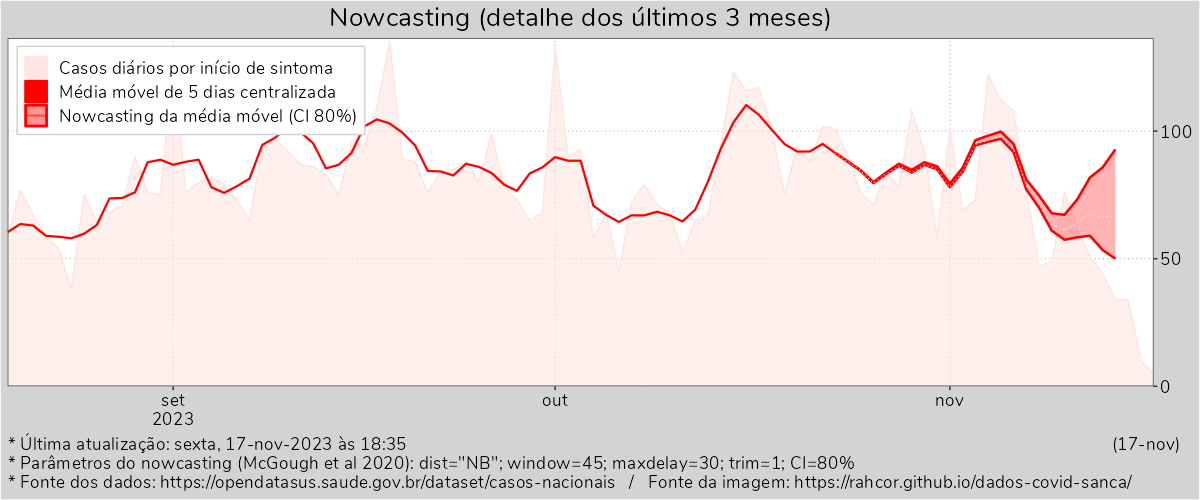 Nowcasting (detalhe dos últimos 3 meses)
Casos diários por início de sintoma
Média móvel de 5 dias centralizada
Nowcasting da média móvel (CI 80%)
100
50
0
set
2023
out
nov
* Última atualização: sexta, 17-nov-2023 às 18:35
(17-nov)
* Parâmetros do nowcasting (McGough et al 2020): dist="NB"; window=45; maxdelay=30; trim=1; CI=80%
* Fonte dos dados: https://opendatasus.saude.gov.br/dataset/casos-nacionais / Fonte da imagem: https://rahcor.github.io/dados-covid-sanca/